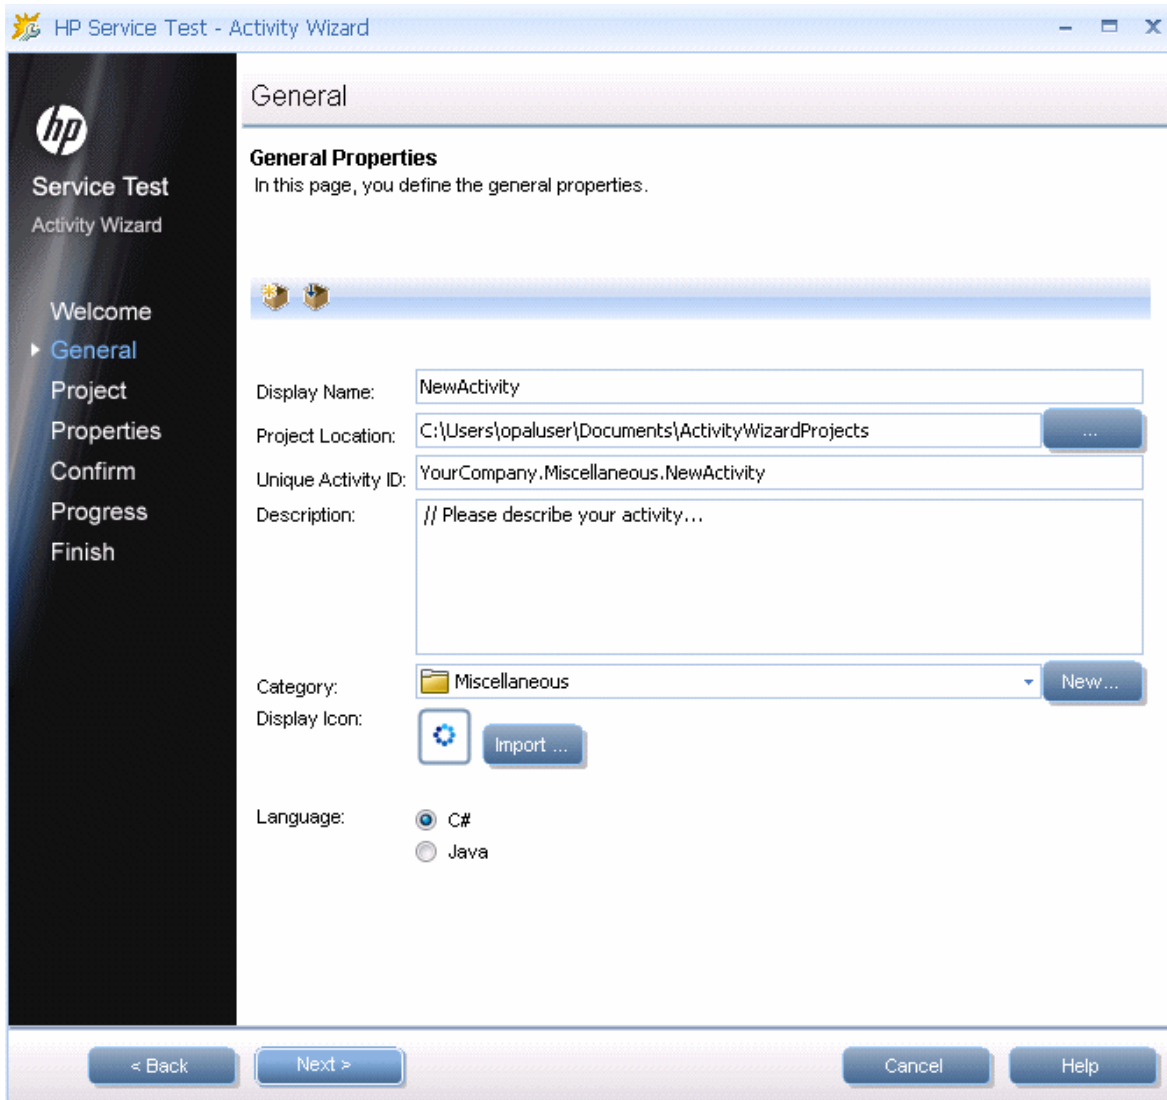 HP Service Test - Activity Wizard
hp
Service Test
Activity Wizard
Welcome
General
Project
Properties
Confirm
Progress
Finish
General
General Properties
In this page, you define the general properties.
Display Name: NewActivity
Project Location: C:\Users\opaluser\Documents\ActivityWizardProjects ...
Unique Activity ID: YourCompany.Miscellaneous.NewActivity
Description: // Please describe your activity...
Category: Miscellaneous New...
Display Icon: Import ...
Language: C#
Java
< Back Next > Cancel Help